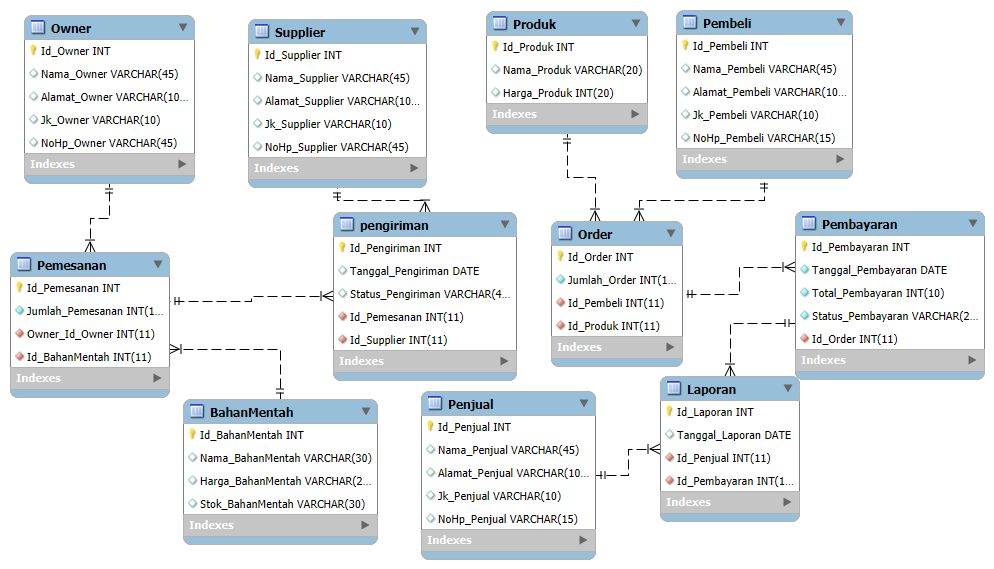 Owner
Id_Owner INT
Nama_Owner VARCHAR(45)
Alamat_Owner VARCHAR(10...
Jk_Owner VARCHAR(10)
NoHp_Owner VARCHAR(45)
Indexes
Supplier
Id_Supplier INT
Nama_Supplier VARCHAR(45)
Alamat_Supplier VARCHAR(10...
Jk_Supplier VARCHAR(10)
NoHp_Supplier VARCHAR(45)
Indexes
Produk
Id_Produk INT
Nama_Produk VARCHAR(20)
Harga_Produk INT(20)
Indexes
Pembeli
Id_Pembeli INT
Nama_Pembeli VARCHAR(45)
Alamat_Pembeli VARCHAR(10...
Jk_Pembeli VARCHAR(10)
NoHp_Pembeli VARCHAR(15)
Indexes
Pemesanan
Id_Pemesanan INT
Jumlah_Pemesanan INT(1...
Owner_Id_Owner INT(11)
Id_BahanMentah INT(11)
Indexes
pengiriman
Id_Pengiriman INT
Tanggal_Pengiriman DATE
Status_Pengiriman VARCHAR(4...
Id_Pemesanan INT(11)
Id_Supplier INT(11)
Indexes
Order
Id_Order INT
Jumlah_Order INT(1...
Id_Pembeli INT(11)
Id_Produk INT(11)
Indexes
Pembayaran
Id_Pembayaran INT
Tanggal_Pembayaran DATE
Total_Pembayaran INT(10)
Status_Pembayaran VARCHAR(2...
Id_Order INT(11)
Indexes
BahanMentah
Id_BahanMentah INT
Nama_BahanMentah VARCHAR(30)
Harga_BahanMentah VARCHAR(2...
Stok_BahanMentah VARCHAR(30)
Indexes
Penjual
Id_Penjual INT
Nama_Penjual VARCHAR(45)
Alamat_Penjual VARCHAR(10...
Jk_Penjual VARCHAR(10)
NoHp_Penjual VARCHAR(15)
Indexes
Laporan
Id_Laporan INT
Tanggal_Laporan DATE
Id_Penjual INT(11)
Id_Pembayaran INT(1...
Indexes